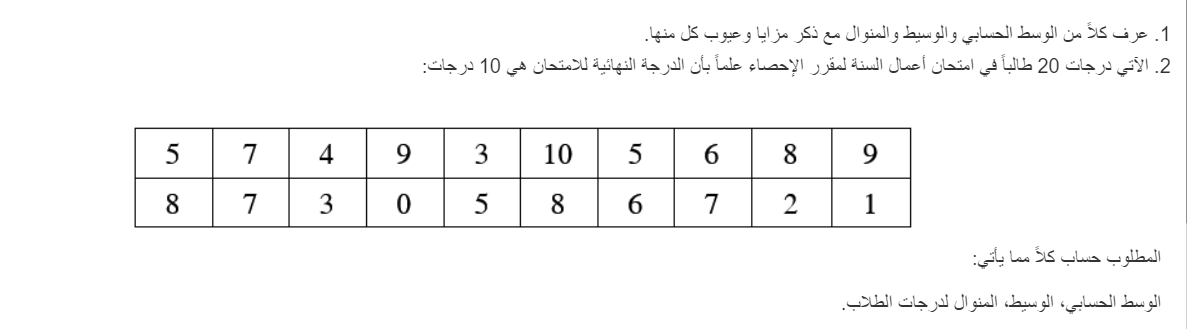 1. عرف كلاً من الوسط الحسابي والوسيط والمنوال مع ذكر مزايا وعيوب كل منها.
2. الآتي درجات 20 طالباً في امتحان أعمال السنة لمقرر الإحصاء علماً بأن الدرجة النهائية للامتحان هي 10 درجات:
5 7 4 9 3 10 5 6 8 9
8 7 3 0 5 8 6 7 2 1
المطلوب حساب كلاً مما يأتي:
الوسط الحسابي، الوسيط، المنوال لدرجات الطلاب.